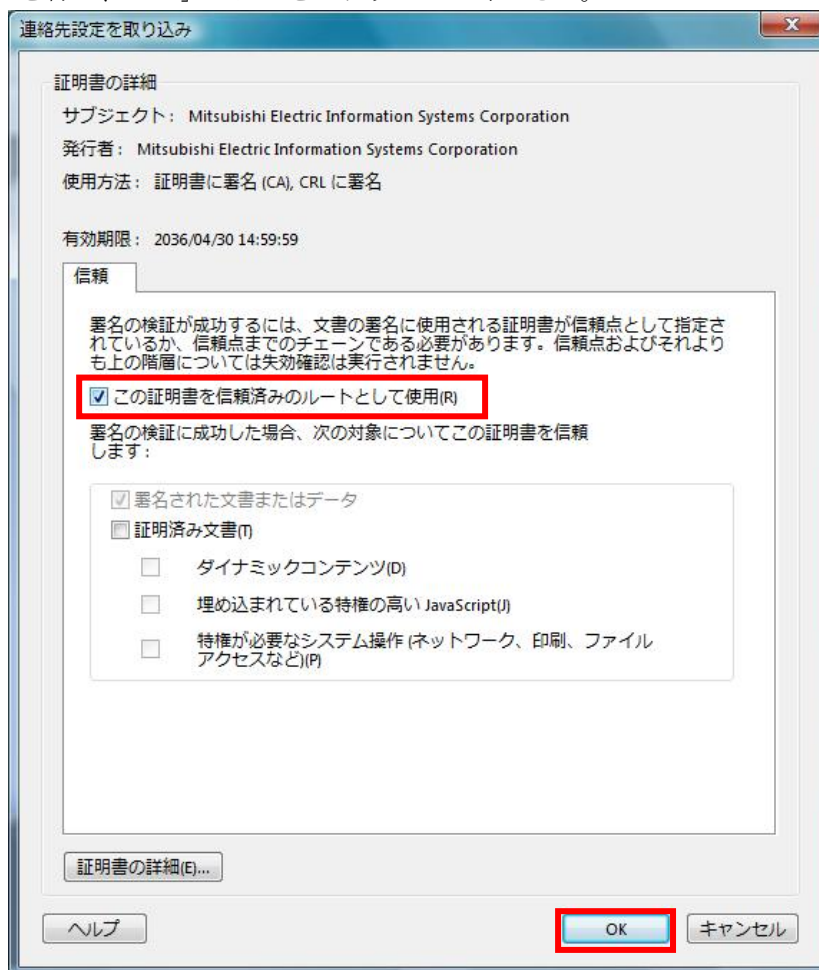 連絡先設定を取り込み
証明書の詳細
サブジェクト: Mitsubishi Electric Information Systems Corporation
発行者: Mitsubishi Electric Information Systems Corporation
使用方法: 証明書に署名 (CA), CRL に署名
有効期限: 2036/04/30 14:59:59
信頼
署名の検証が成功するには、文書の署名に使用される証明書が信頼点として指定さ
れているか、信頼点までのチェーンである必要があります。信頼点およびそれより
も上の階層については失効確認は実行されません。
この証明書を信頼済みのルートとして使用(R)
署名の検証に成功した場合、次の対象についてこの証明書を信頼
します:
署名された文書またはデータ
証明済み文書(T)
ダイナミックコンテンツ(D)
埋め込まれている特権の高い JavaScript(J)
特権が必要なシステム操作 (ネットワーク、印刷、ファイル
アクセスなど)(P)
証明書の詳細(E)...
ヘルプ
OK
キャンセル